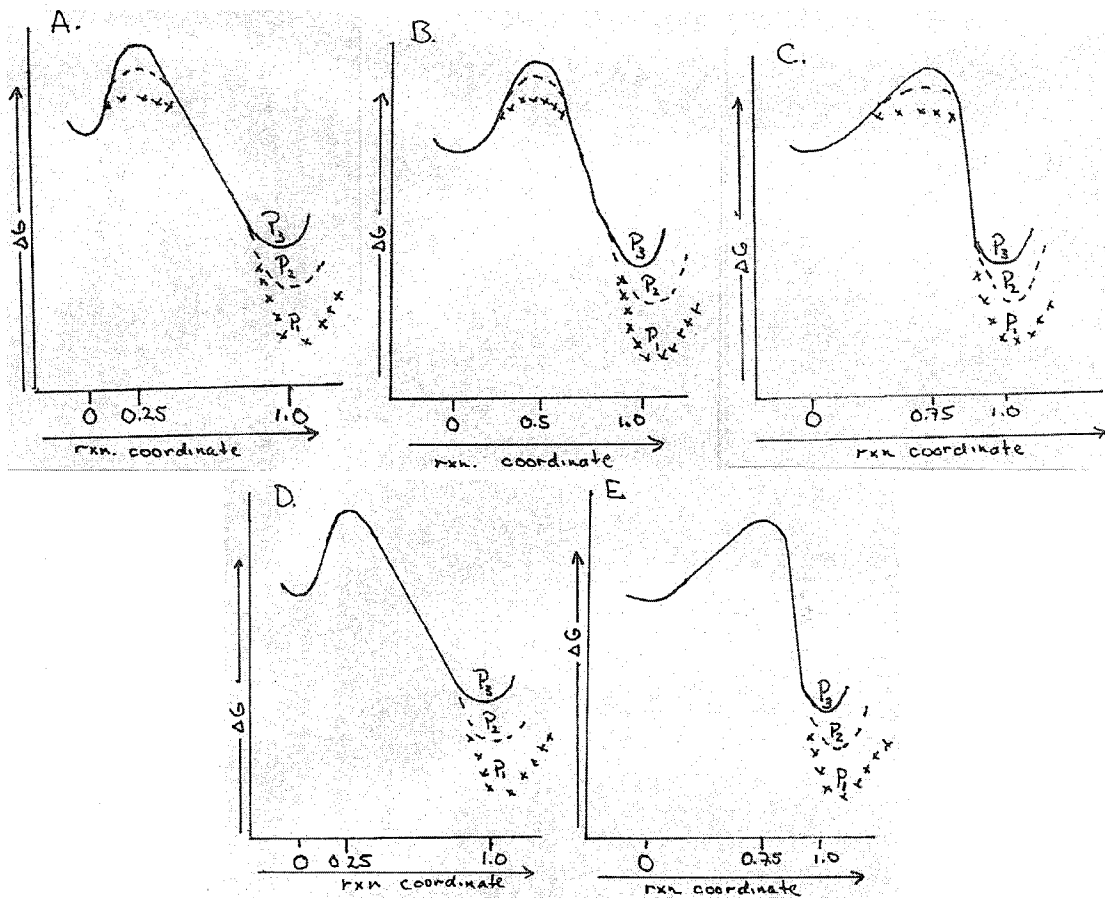 A.
ΔG
P3
P2
P1
0 0.25 1.0
rxn. coordinate
B.
ΔG
P3
P2
P1
0 0.5 1.0
rxn. coordinate
C.
ΔG
P3
P2
P1
0 0.75 1.0
rxn coordinate
D.
ΔG
P3
P2
P1
0 0.25 1.0
rxn coordinate
E.
ΔG
P3
P2
P1
0 0.75 1.0
rxn coordinate